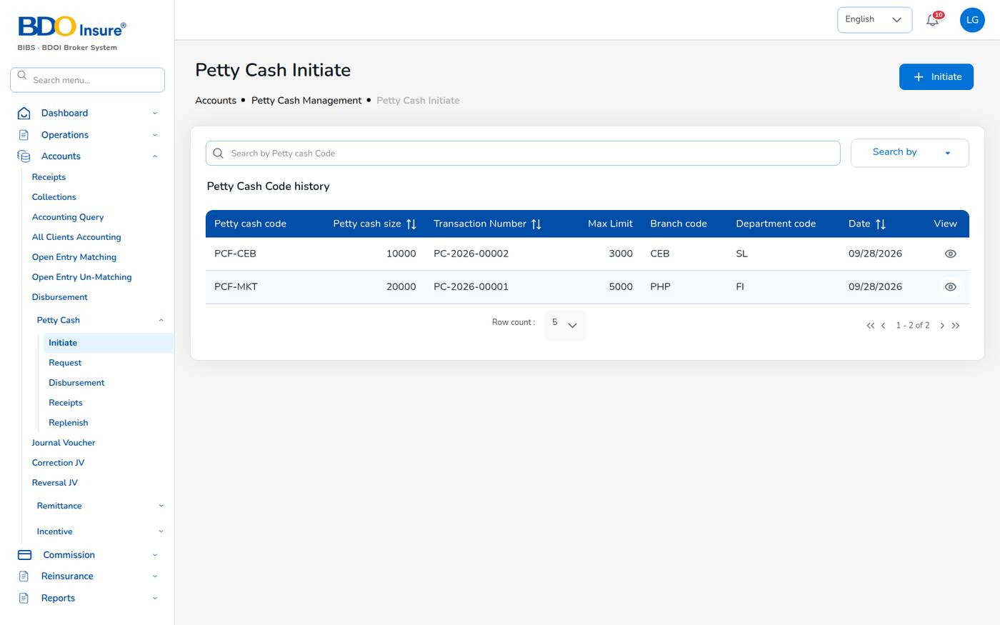 BDO Insure®
BIBS · BDOI Broker System
Search menu...
Dashboard
Operations
Accounts
Receipts
Collections
Accounting Query
All Clients Accounting
Open Entry Matching
Open Entry Un-Matching
Disbursement
Petty Cash
Initiate
Request
Disbursement
Receipts
Replenish
Journal Voucher
Correction JV
Reversal JV
Remittance
Incentive
Commission
Reinsurance
Reports
English 10 LG
Petty Cash Initiate
Initiate
Accounts • Petty Cash Management • Petty Cash Initiate
Search by Petty cash Code Search by
Petty Cash Code history
Petty cash code Petty cash size Transaction Number Max Limit Branch code Department code Date View
PCF-CEB 10000 PC-2026-00002 3000 CEB SL 09/28/2026
PCF-MKT 20000 PC-2026-00001 5000 PHP FI 09/28/2026
Row count : 5 1 - 2 of 2